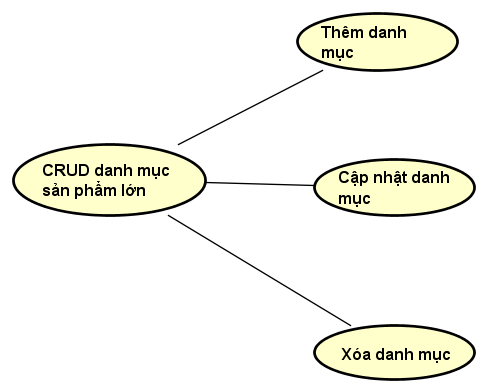 Thêm danh
mục
CRUD danh mục
sản phẩm lớn
Cập nhật danh
mục
Xóa danh mục